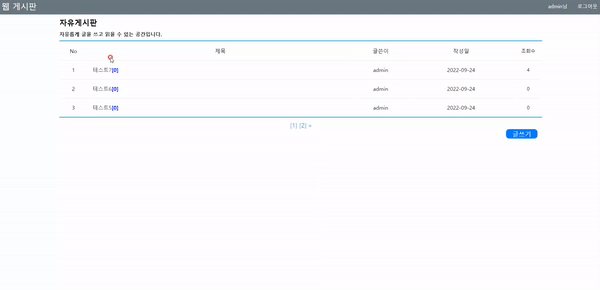 웹 게시판 admin님 로그아웃
자유게시판
자유롭게 글을 쓰고 읽을 수 있는 공간입니다.
No 제목 글쓴이 작성일 조회수
1 테스트7[0] admin 2022-09-24 4
2 테스트6[0] admin 2022-09-24 0
3 테스트5[0] admin 2022-09-24 0
[1] [2] »
글쓰기